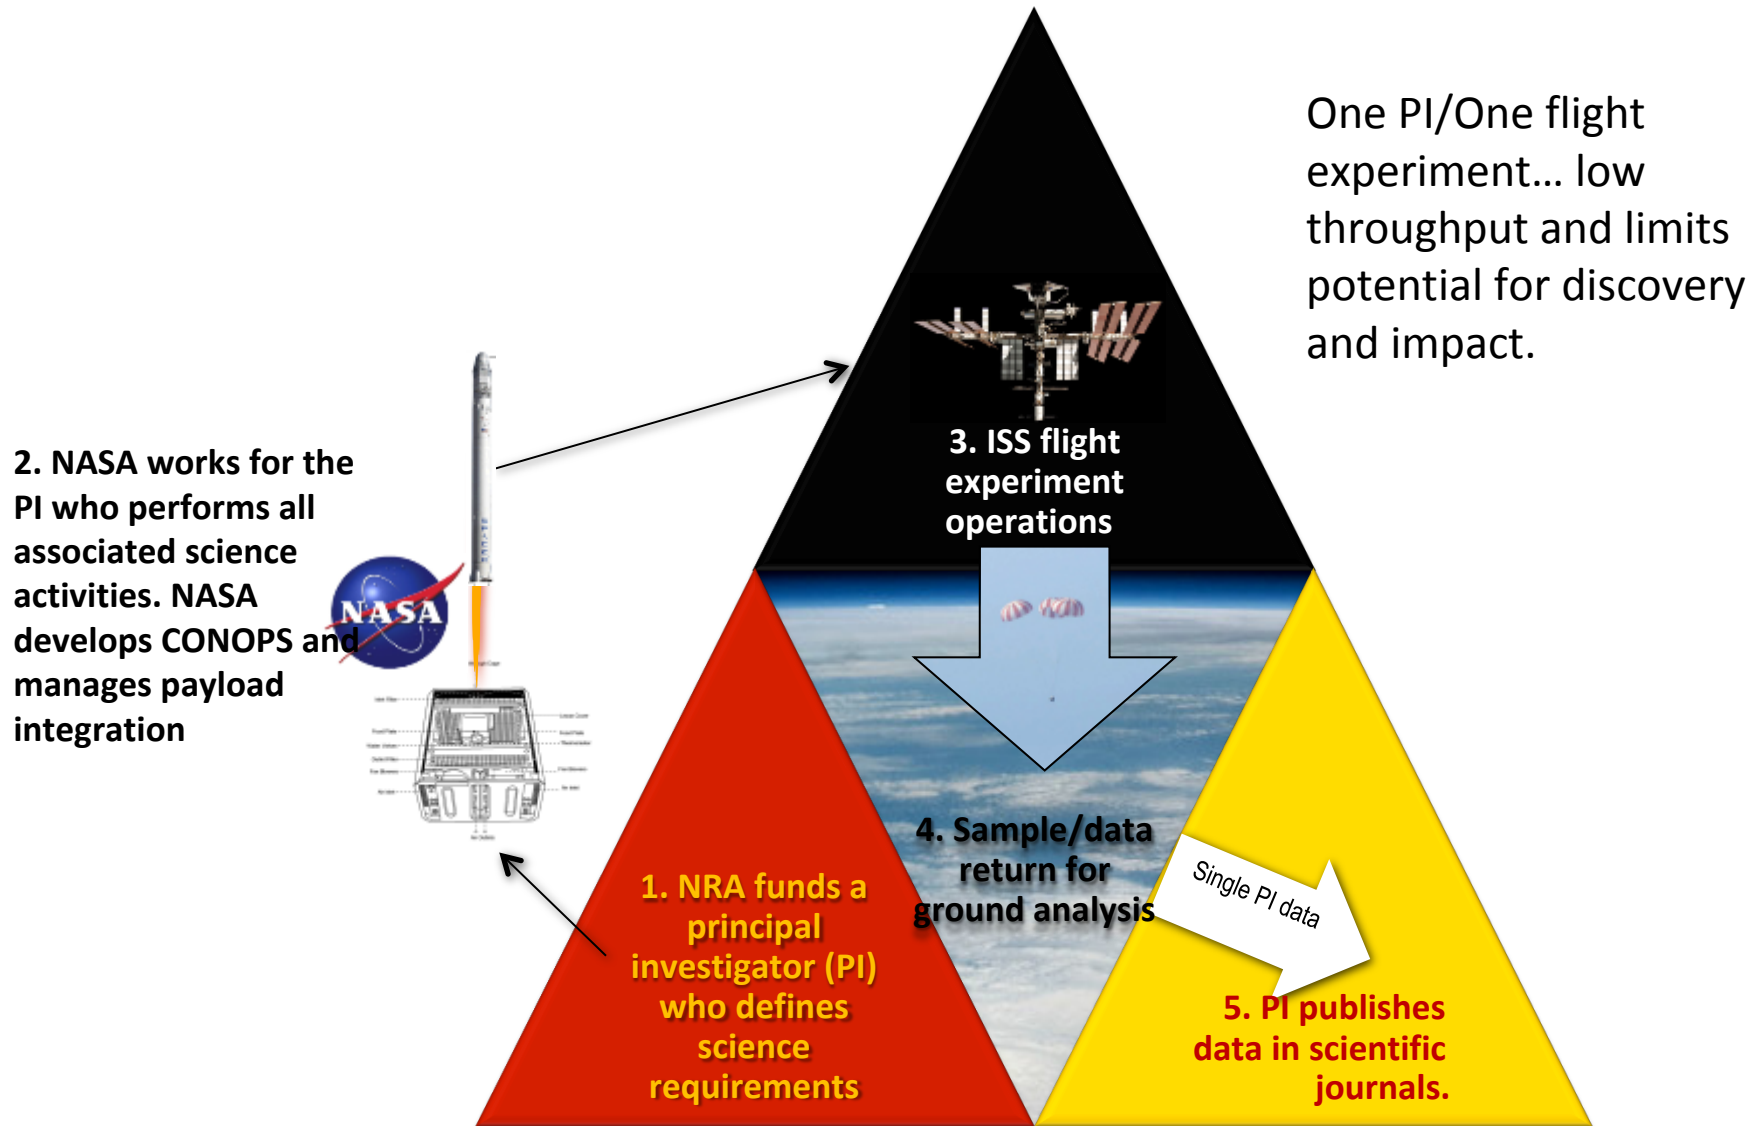 One PI/One flight
experiment... low
throughput and limits
potential for discovery
and impact.
2. NASA works for the
PI who performs all
associated science
activities. NASA
develops CONOPS and
manages payload
integration
NASA
3. ISS flight
experiment
operations
4. Sample/data
return for
ground analysis
Single PI data
1. NRA funds a
principal
investigator (PI)
who defines
science
requirements
5. PI publishes
data in scientific
journals.